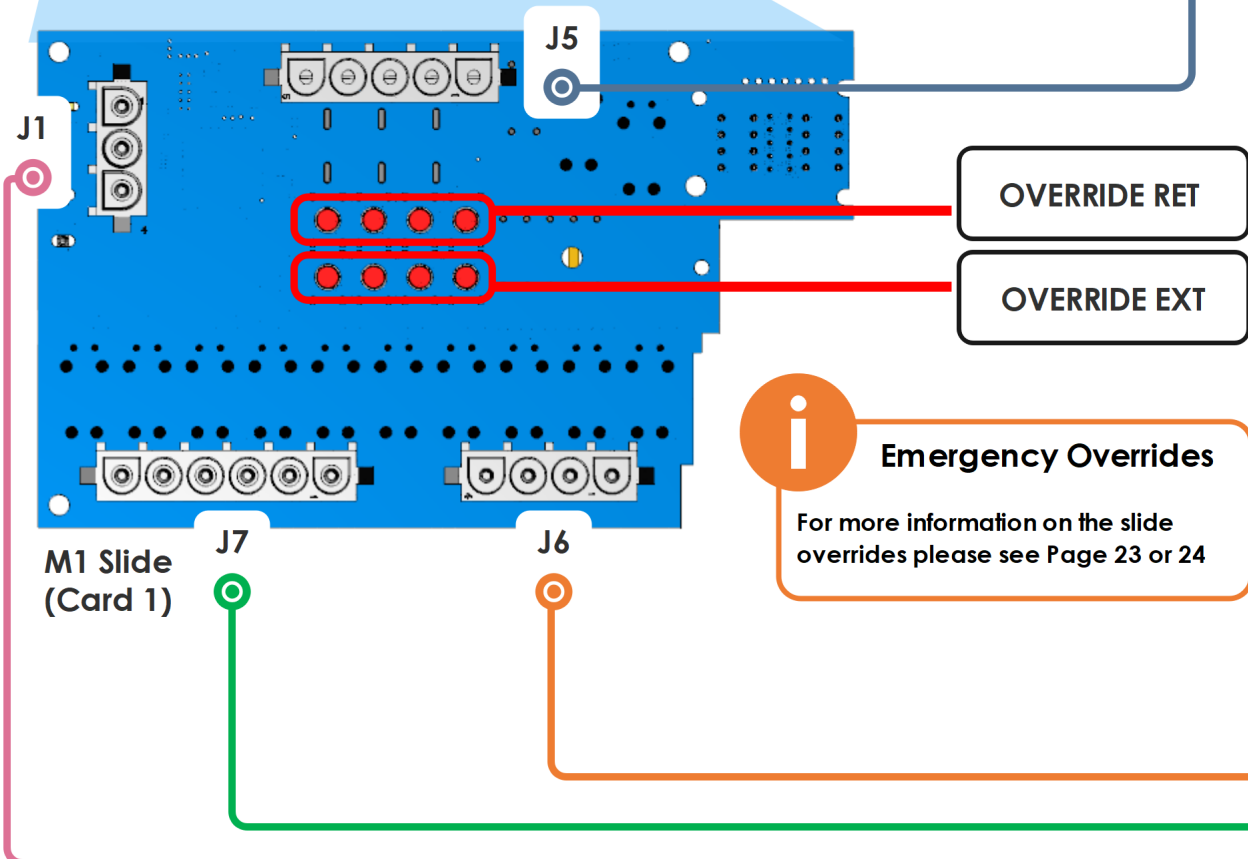 J5
J1
OVERRIDE RET
OVERRIDE EXT
Emergency Overrides
For more information on the slide
overrides please see Page 23 or 24
J7
J6
M1 Slide
(Card 1)